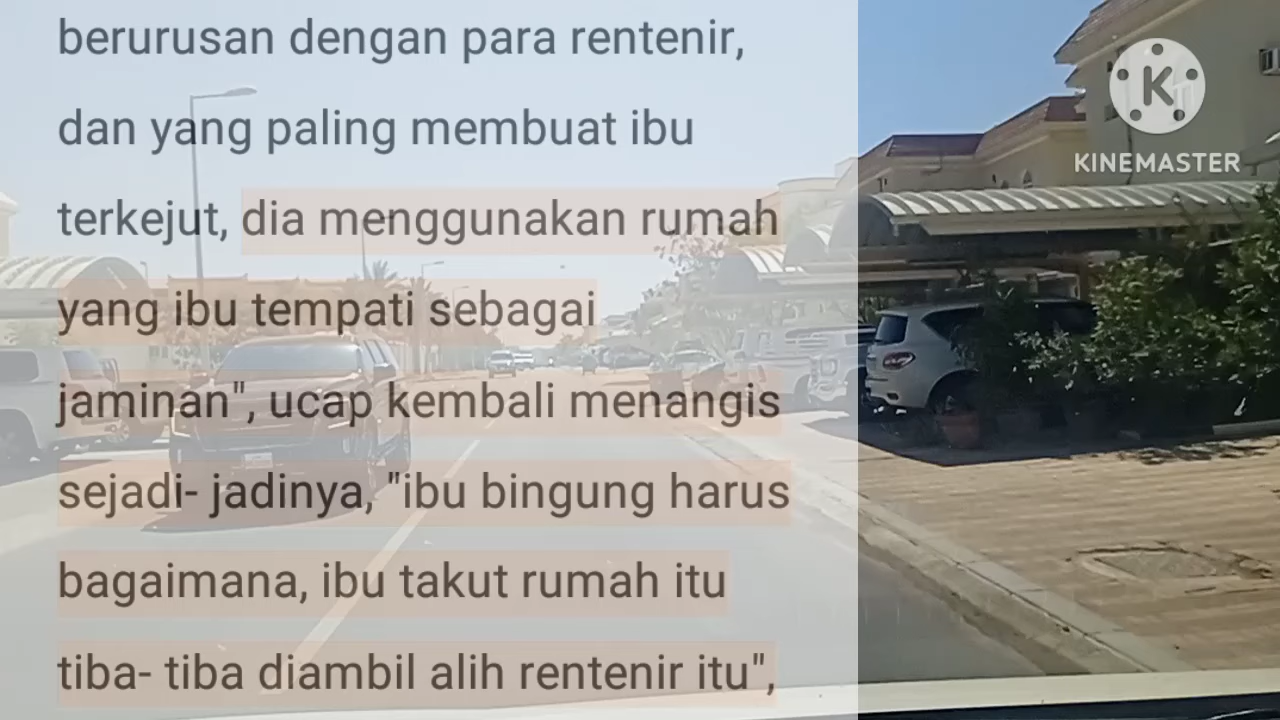 berurusan dengan para rentenir,
dan yang paling membuat ibu
terkejut, dia menggunakan rumah
yang ibu tempati sebagai
jaminan", ucap kembali menangis
sejadi- jadinya, "ibu bingung harus
bagaimana, ibu takut rumah itu
tiba- tiba diambil alih rentenir itu",
K
KINEMASTER